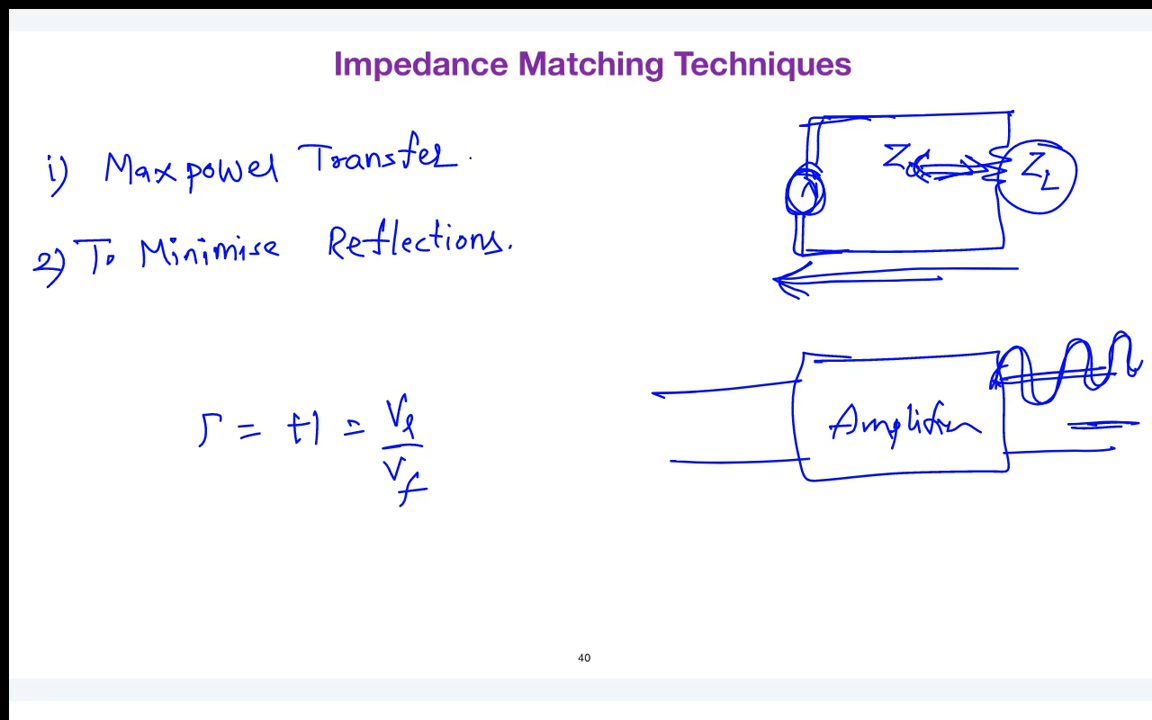 Impedance Matching Techniques
i) Max power Transfer.
2) To Minimise Reflections.
Z0
ZL
Γ = +1 = Vr / Vf
Amplifier
40